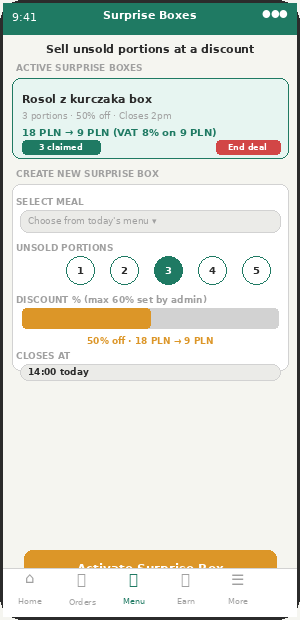 9:41
Surprise Boxes
Sell unsold portions at a discount
ACTIVE SURPRISE BOXES
Rosol z kurczaka box
3 portions · 50% off · Closes 2pm
18 PLN → 9 PLN (VAT 8% on 9 PLN)
3 claimed
End deal
CREATE NEW SURPRISE BOX
SELECT MEAL
Choose from today's menu ▾
UNSOLD PORTIONS
1 2 3 4 5
DISCOUNT % (max 60% set by admin)
50% off · 18 PLN → 9 PLN
CLOSES AT
14:00 today
Activate Surprise Box
Home Orders Menu Earn More